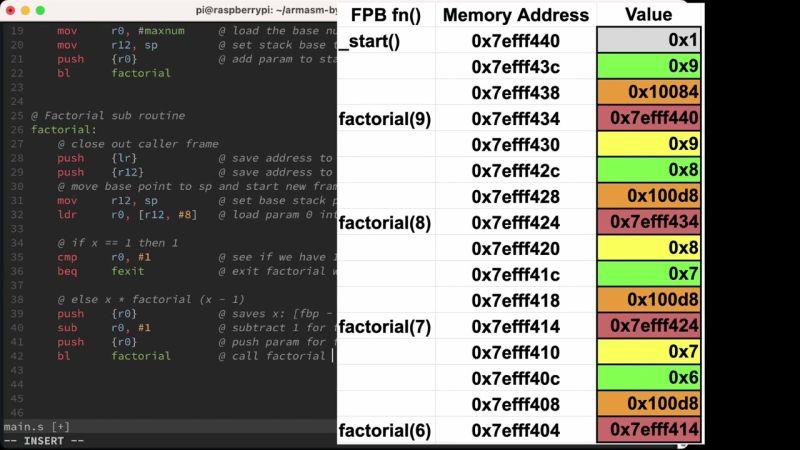 pi@raspberrypi: ~/armasm-by
19 mov r0, #maxnum @ load the base nu
20 mov r12, sp @ set stack base t
21 push {r0} @ add param to sta
22 bl factorial
23
24
25 @ Factorial sub routine
26 factorial:
27 @ close out caller frame
28 push {lr} @ save address to
29 push {r12} @ save address to
30 @ move base point to sp and start new fram
31 mov r12, sp @ set base stack p
32 ldr r0, [r12, #8] @ load param 0 int
33
34 @ if x == 1 then 1
35 cmp r0, #1 @ see if we have 1
36 beq fexit @ exit factorial w
37
38 @ else x * factorial (x - 1)
39 push {r0} @ saves x: [fbp -
40 sub r0, #1 @ subtract 1 for f
41 push {r0} @ push param for f
42 bl factorial @ call factorial
43
44
45
46
main.s [+]
-- INSERT --
FPB fn() Memory Address Value
_start() 0x7efff440 0x1
0x7efff43c 0x9
0x7efff438 0x10084
factorial(9) 0x7efff434 0x7efff440
0x7efff430 0x9
0x7efff42c 0x8
0x7efff428 0x100d8
factorial(8) 0x7efff424 0x7efff434
0x7efff420 0x8
0x7efff41c 0x7
0x7efff418 0x100d8
factorial(7) 0x7efff414 0x7efff424
0x7efff410 0x7
0x7efff40c 0x6
0x7efff408 0x100d8
factorial(6) 0x7efff404 0x7efff414